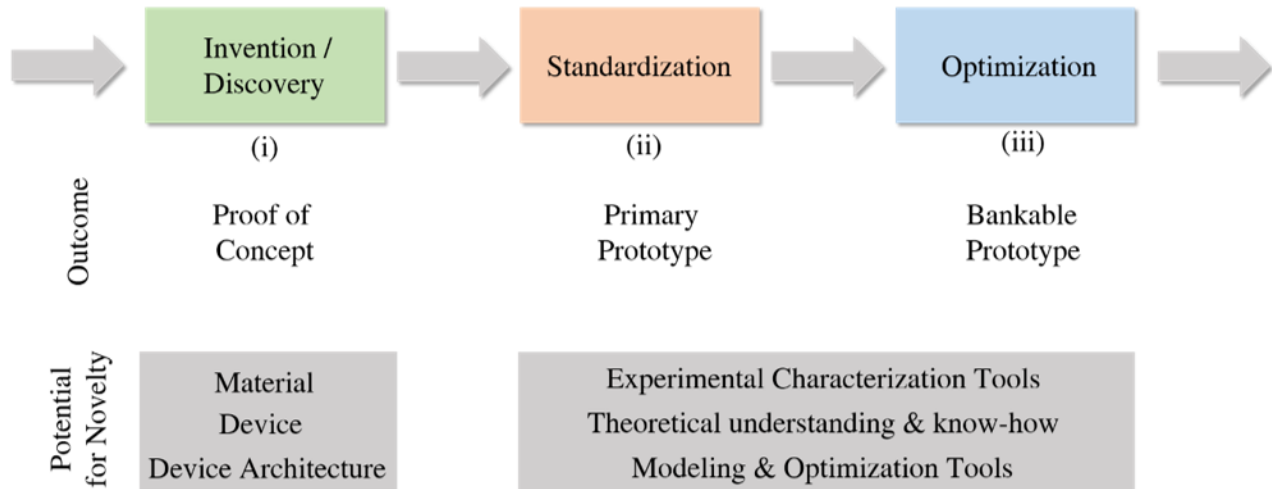 Invention /
Discovery
Standardization
Optimization
(i)
(ii)
(iii)
Outcome
Proof of
Concept
Primary
Prototype
Bankable
Prototype
Potential
for Novelty
Material
Device
Device Architecture
Experimental Characterization Tools
Theoretical understanding & know-how
Modeling & Optimization Tools